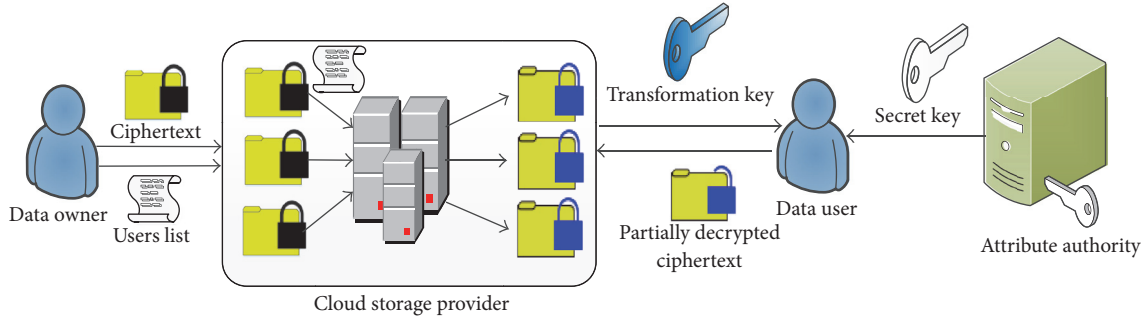 Ciphertext
Data owner
Users list
Cloud storage provider
Transformation key
Partially decrypted
ciphertext
Data user
Secret key
Attribute authority